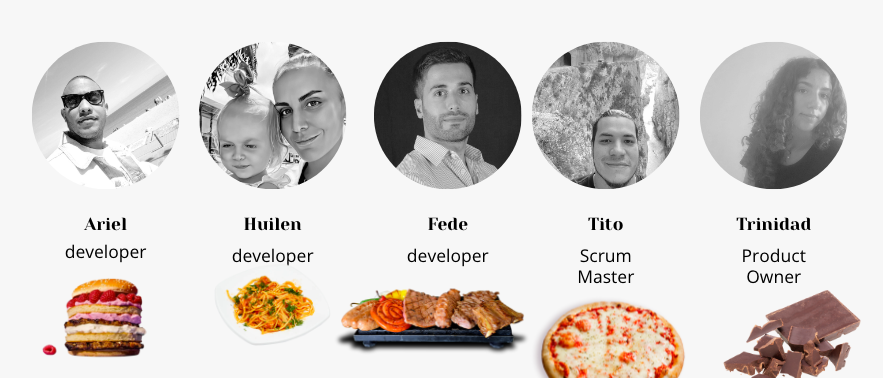 Ariel
developer
Huilen
developer
Fede
developer
Tito
Scrum
Master
Trinidad
Product
Owner